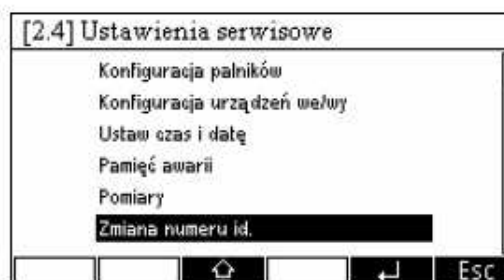 [2.4] Ustawienia serwisowe
Konfiguracja palników
Konfiguracja urządzeń we/wy
Ustaw czas i datę
Pamięć awarii
Pomiary
Zmiana numeru id.
Esc